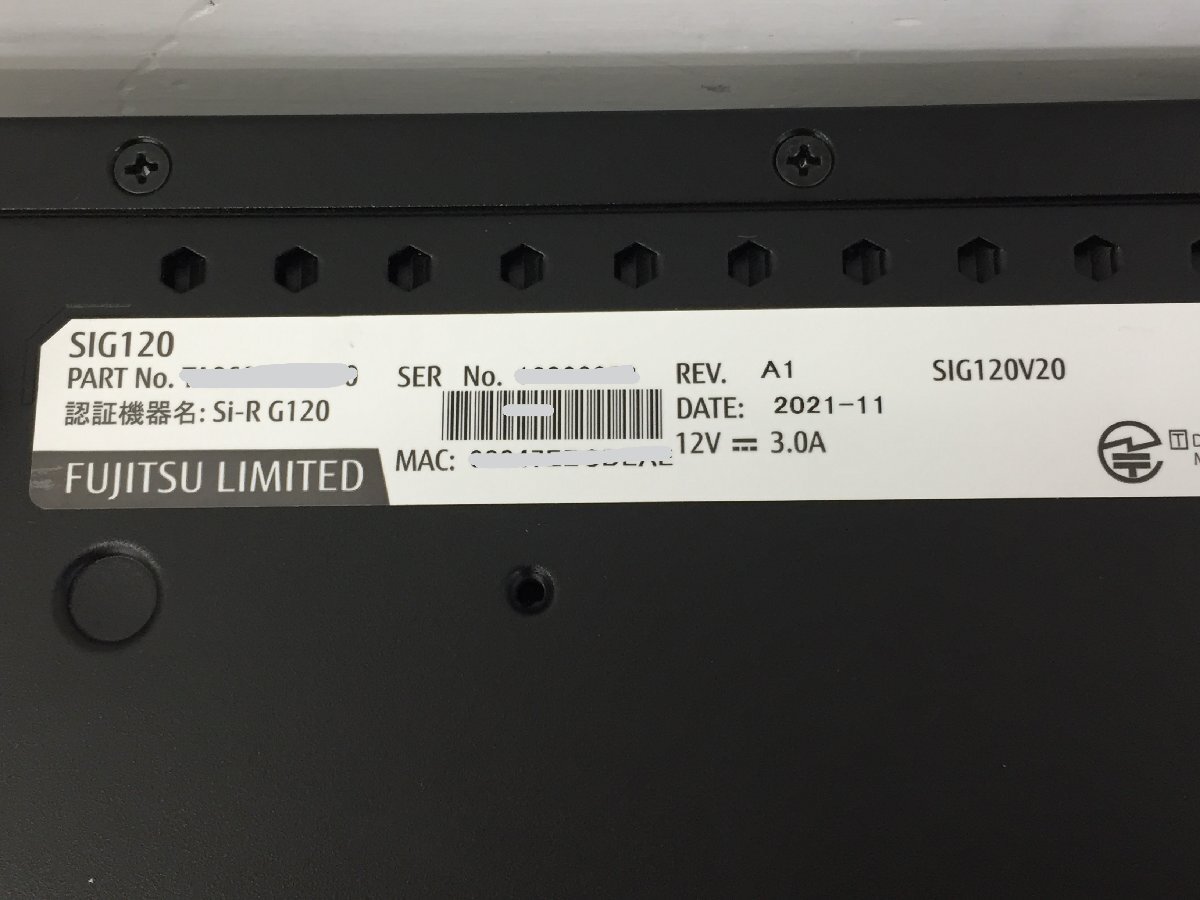 SIG120
PART No.
SER No.
REV. A1
SIG120V20
認証機器名: Si-R G120
DATE: 2021-11
FUJITSU LIMITED
MAC:
12V ⎓ 3.0A